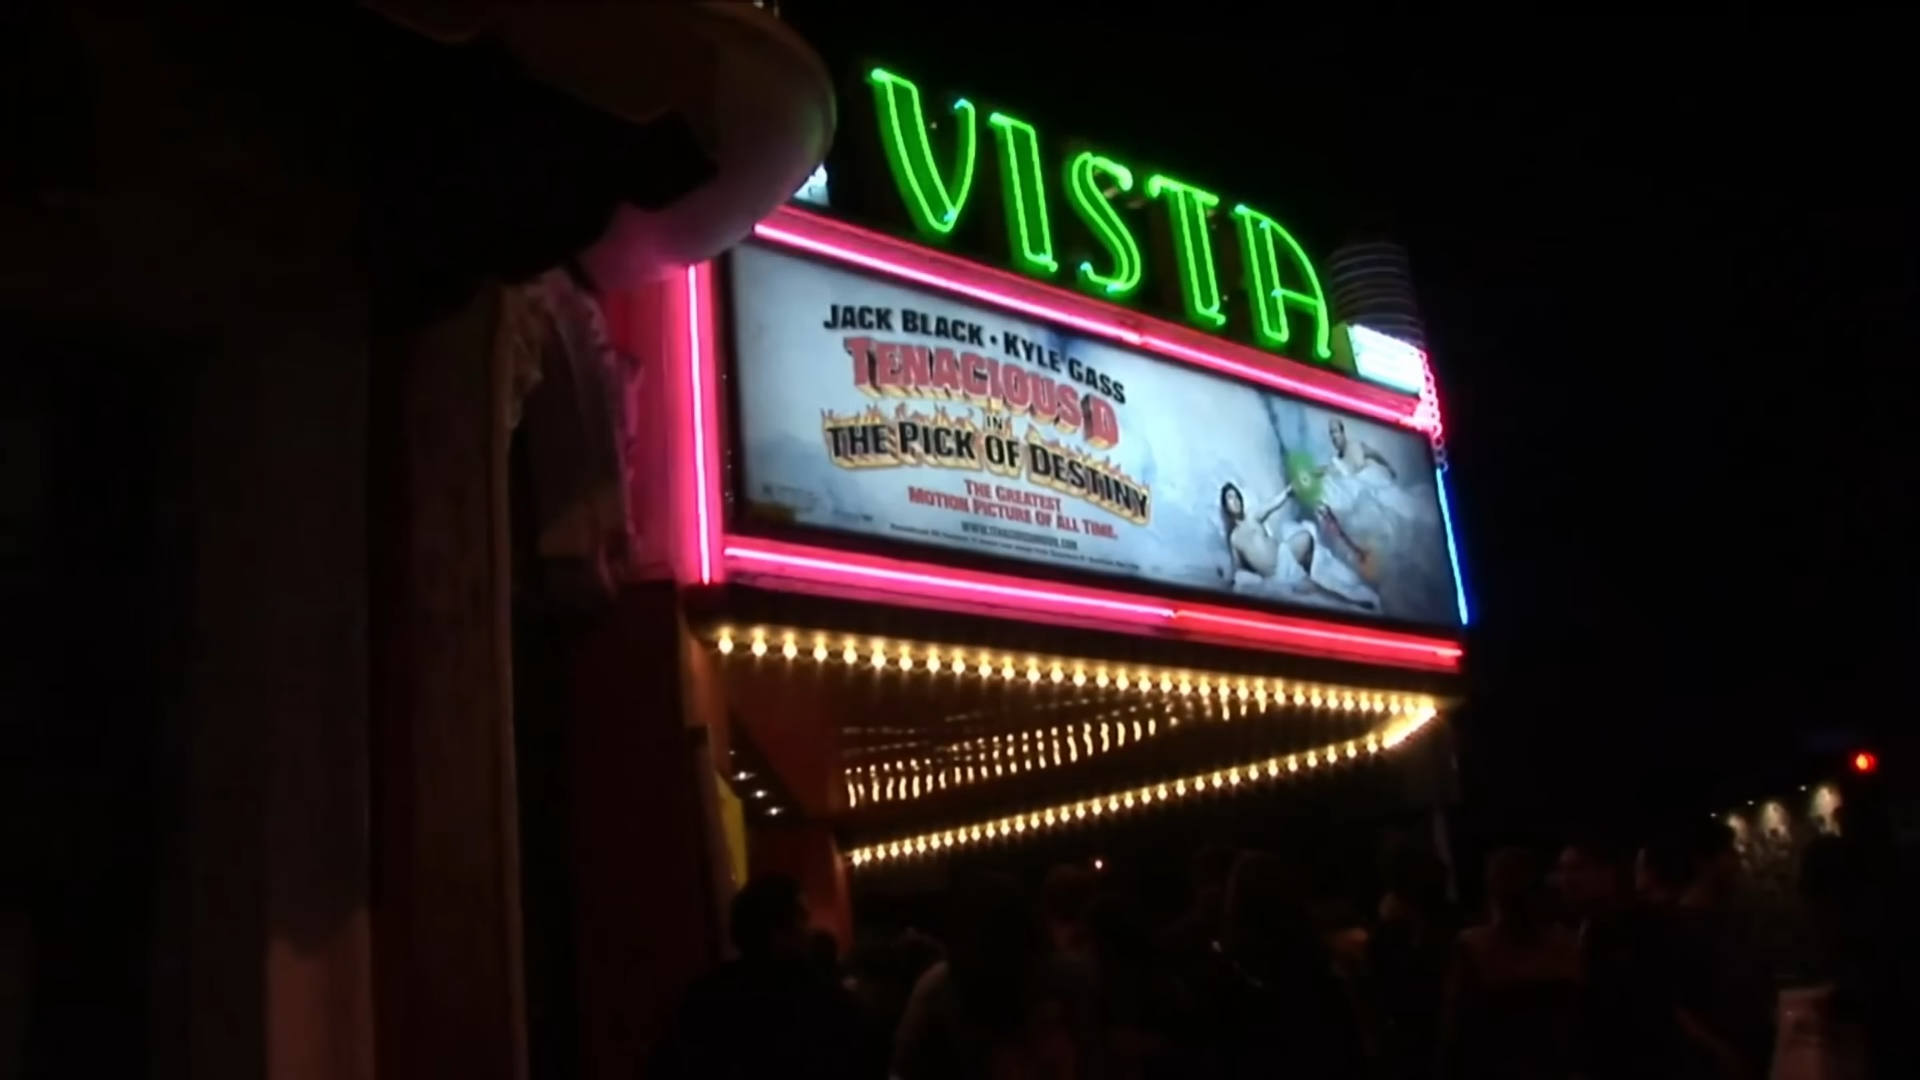 VISTA
JACK BLACK • KYLE GASS
TENACIOUS D
IN
THE PICK OF DESTINY
THE GREATEST
MOTION PICTURE OF ALL TIME.